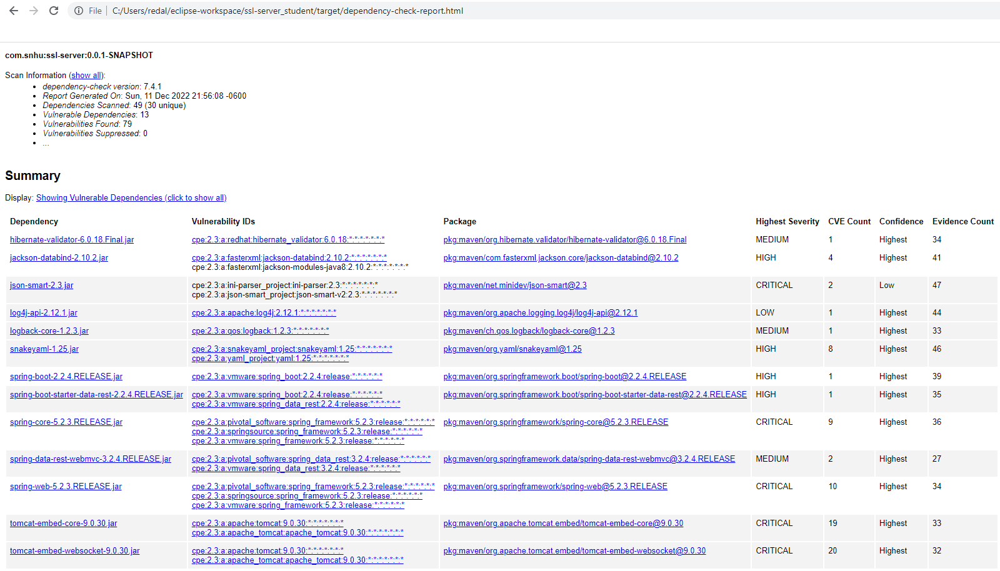 File | C:/Users/redal/eclipse-workspace/ssl-server_student/target/dependency-check-report.html
com.snhu:ssl-server:0.0.1-SNAPSHOT
Scan Information (show all):
• dependency-check version: 7.4.1
• Report Generated On: Sun, 11 Dec 2022 21:56:08 -0600
• Dependencies Scanned: 49 (30 unique)
• Vulnerable Dependencies: 13
• Vulnerabilities Found: 79
• Vulnerabilities Suppressed: 0
• ...
Summary
Display: Showing Vulnerable Dependencies (click to show all)
Dependency Vulnerability IDs Package Highest Severity CVE Count Confidence Evidence Count
hibernate-validator-6.0.18.Final.jar cpe:2.3:a:redhat:hibernate_validator:6.0.18:*:*:*:*:*:*:* pkg:maven/org.hibernate.validator/hibernate-validator@6.0.18.Final MEDIUM 1 Highest 34
jackson-databind-2.10.2.jar cpe:2.3:a:fasterxml:jackson-databind:2.10.2:*:*:*:*:*:*:* pkg:maven/com.fasterxml.jackson.core/jackson-databind@2.10.2 HIGH 4 Highest 41
cpe:2.3:a:fasterxml:jackson-modules-java8:2.10.2:*:*:*:*:*:*:*
json-smart-2.3.jar cpe:2.3:a:ini-parser_project:ini-parser:2.3:*:*:*:*:*:*:* pkg:maven/net.minidev/json-smart@2.3 CRITICAL 2 Low 47
cpe:2.3:a:json-smart_project:json-smart-v2:2.3:*:*:*:*:*:*:*
log4j-api-2.12.1.jar cpe:2.3:a:apache:log4j:2.12.1:*:*:*:*:*:*:* pkg:maven/org.apache.logging.log4j/log4j-api@2.12.1 LOW 1 Highest 44
logback-core-1.2.3.jar cpe:2.3:a:qos:logback:1.2.3:*:*:*:*:*:*:* pkg:maven/ch.qos.logback/logback-core@1.2.3 MEDIUM 1 Highest 33
snakeyaml-1.25.jar cpe:2.3:a:snakeyaml_project:snakeyaml:1.25:*:*:*:*:*:*:* pkg:maven/org.yaml/snakeyaml@1.25 HIGH 8 Highest 46
cpe:2.3:a:yaml_project:yaml:1.25:*:*:*:*:*:*:*
spring-boot-2.2.4.RELEASE.jar cpe:2.3:a:vmware:spring_boot:2.2.4:release:*:*:*:*:*:* pkg:maven/org.springframework.boot/spring-boot@2.2.4.RELEASE HIGH 1 Highest 39
spring-boot-starter-data-rest-2.2.4.RELEASE.jar cpe:2.3:a:vmware:spring_boot:2.2.4:release:*:*:*:*:*:* pkg:maven/org.springframework.boot/spring-boot-starter-data-rest@2.2.4.RELEASE HIGH 1 Highest 35
cpe:2.3:a:vmware:spring_data_rest:2.2.4:release:*:*:*:*:*:*
spring-core-5.2.3.RELEASE.jar cpe:2.3:a:pivotal_software:spring_framework:5.2.3:release:*:*:*:*:*:* pkg:maven/org.springframework/spring-core@5.2.3.RELEASE CRITICAL 9 Highest 36
cpe:2.3:a:springsource:spring_framework:5.2.3:release:*:*:*:*:*:*
cpe:2.3:a:vmware:spring_framework:5.2.3:release:*:*:*:*:*:*
spring-data-rest-webmvc-3.2.4.RELEASE.jar cpe:2.3:a:pivotal_software:spring_data_rest:3.2.4:release:*:*:*:*:*:* pkg:maven/org.springframework.data/spring-data-rest-webmvc@3.2.4.RELEASE MEDIUM 2 Highest 27
cpe:2.3:a:vmware:spring_data_rest:3.2.4:release:*:*:*:*:*:*
spring-web-5.2.3.RELEASE.jar cpe:2.3:a:pivotal_software:spring_framework:5.2.3:release:*:*:*:*:*:* pkg:maven/org.springframework/spring-web@5.2.3.RELEASE CRITICAL 10 Highest 34
cpe:2.3:a:springsource:spring_framework:5.2.3:release:*:*:*:*:*:*
cpe:2.3:a:vmware:spring_framework:5.2.3:release:*:*:*:*:*:*
tomcat-embed-core-9.0.30.jar cpe:2.3:a:apache:tomcat:9.0.30:*:*:*:*:*:*:* pkg:maven/org.apache.tomcat.embed/tomcat-embed-core@9.0.30 CRITICAL 19 Highest 33
cpe:2.3:a:apache_tomcat:apache_tomcat:9.0.30:*:*:*:*:*:*:*
tomcat-embed-websocket-9.0.30.jar cpe:2.3:a:apache:tomcat:9.0.30:*:*:*:*:*:*:* pkg:maven/org.apache.tomcat.embed/tomcat-embed-websocket@9.0.30 CRITICAL 20 Highest 32
cpe:2.3:a:apache_tomcat:apache_tomcat:9.0.30:*:*:*:*:*:*:*